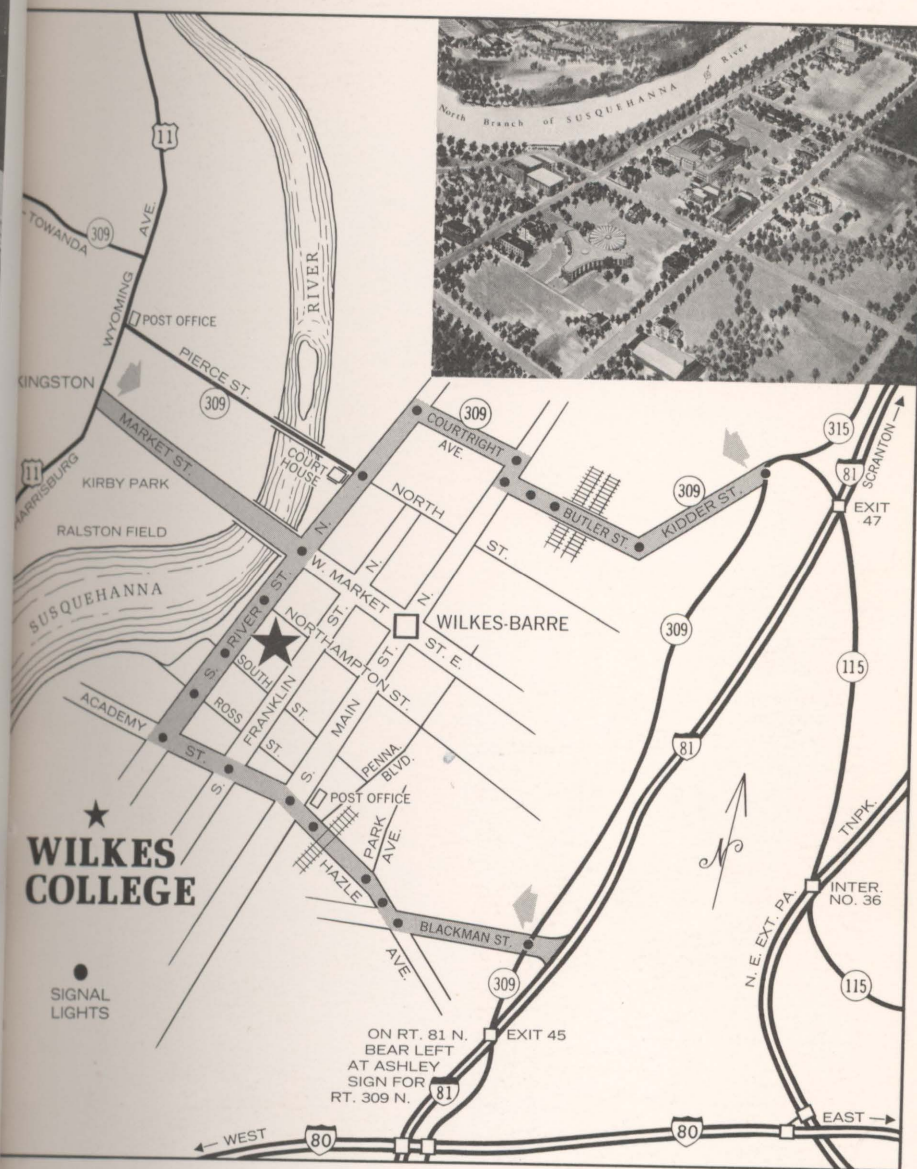 North Branch of SUSQUEHANNA River
11
AVE.
TOWANDA
309
WYOMING
POST OFFICE
RIVER
KINGSTON
PIERCE ST.
309
MARKET ST.
COURT
HOUSE
11
HARRISBURG
KIRBY PARK
RALSTON FIELD
SUSQUEHANNA
309
COURTRIGHT
AVE.
NORTH
ST.
BUTLER ST.
309
KIDDER ST.
315
81
SCRANTON
EXIT
47
N.
W. MARKET
ST. E.
N.
ST.
N.
ST.
WILKES-BARRE
S. RIVER ST.
NORTHAMPTON ST.
SOUTH
ST.
ROSS
ST
S. FRANKLIN
S. MAIN
ACADEMY
ST.
PENNA.
BLVD.
POST OFFICE
PARK
AVE.
HAZLE
AVE.
BLACKMAN ST.
309
81
115
309
N
N. E. EXT. PA. TNPK.
INTER.
NO. 36
115
WILKES
COLLEGE
SIGNAL
LIGHTS
ON RT. 81 N.
BEAR LEFT
AT ASHLEY
SIGN FOR
RT. 309 N.
EXIT 45
81
WEST
80
80
EAST